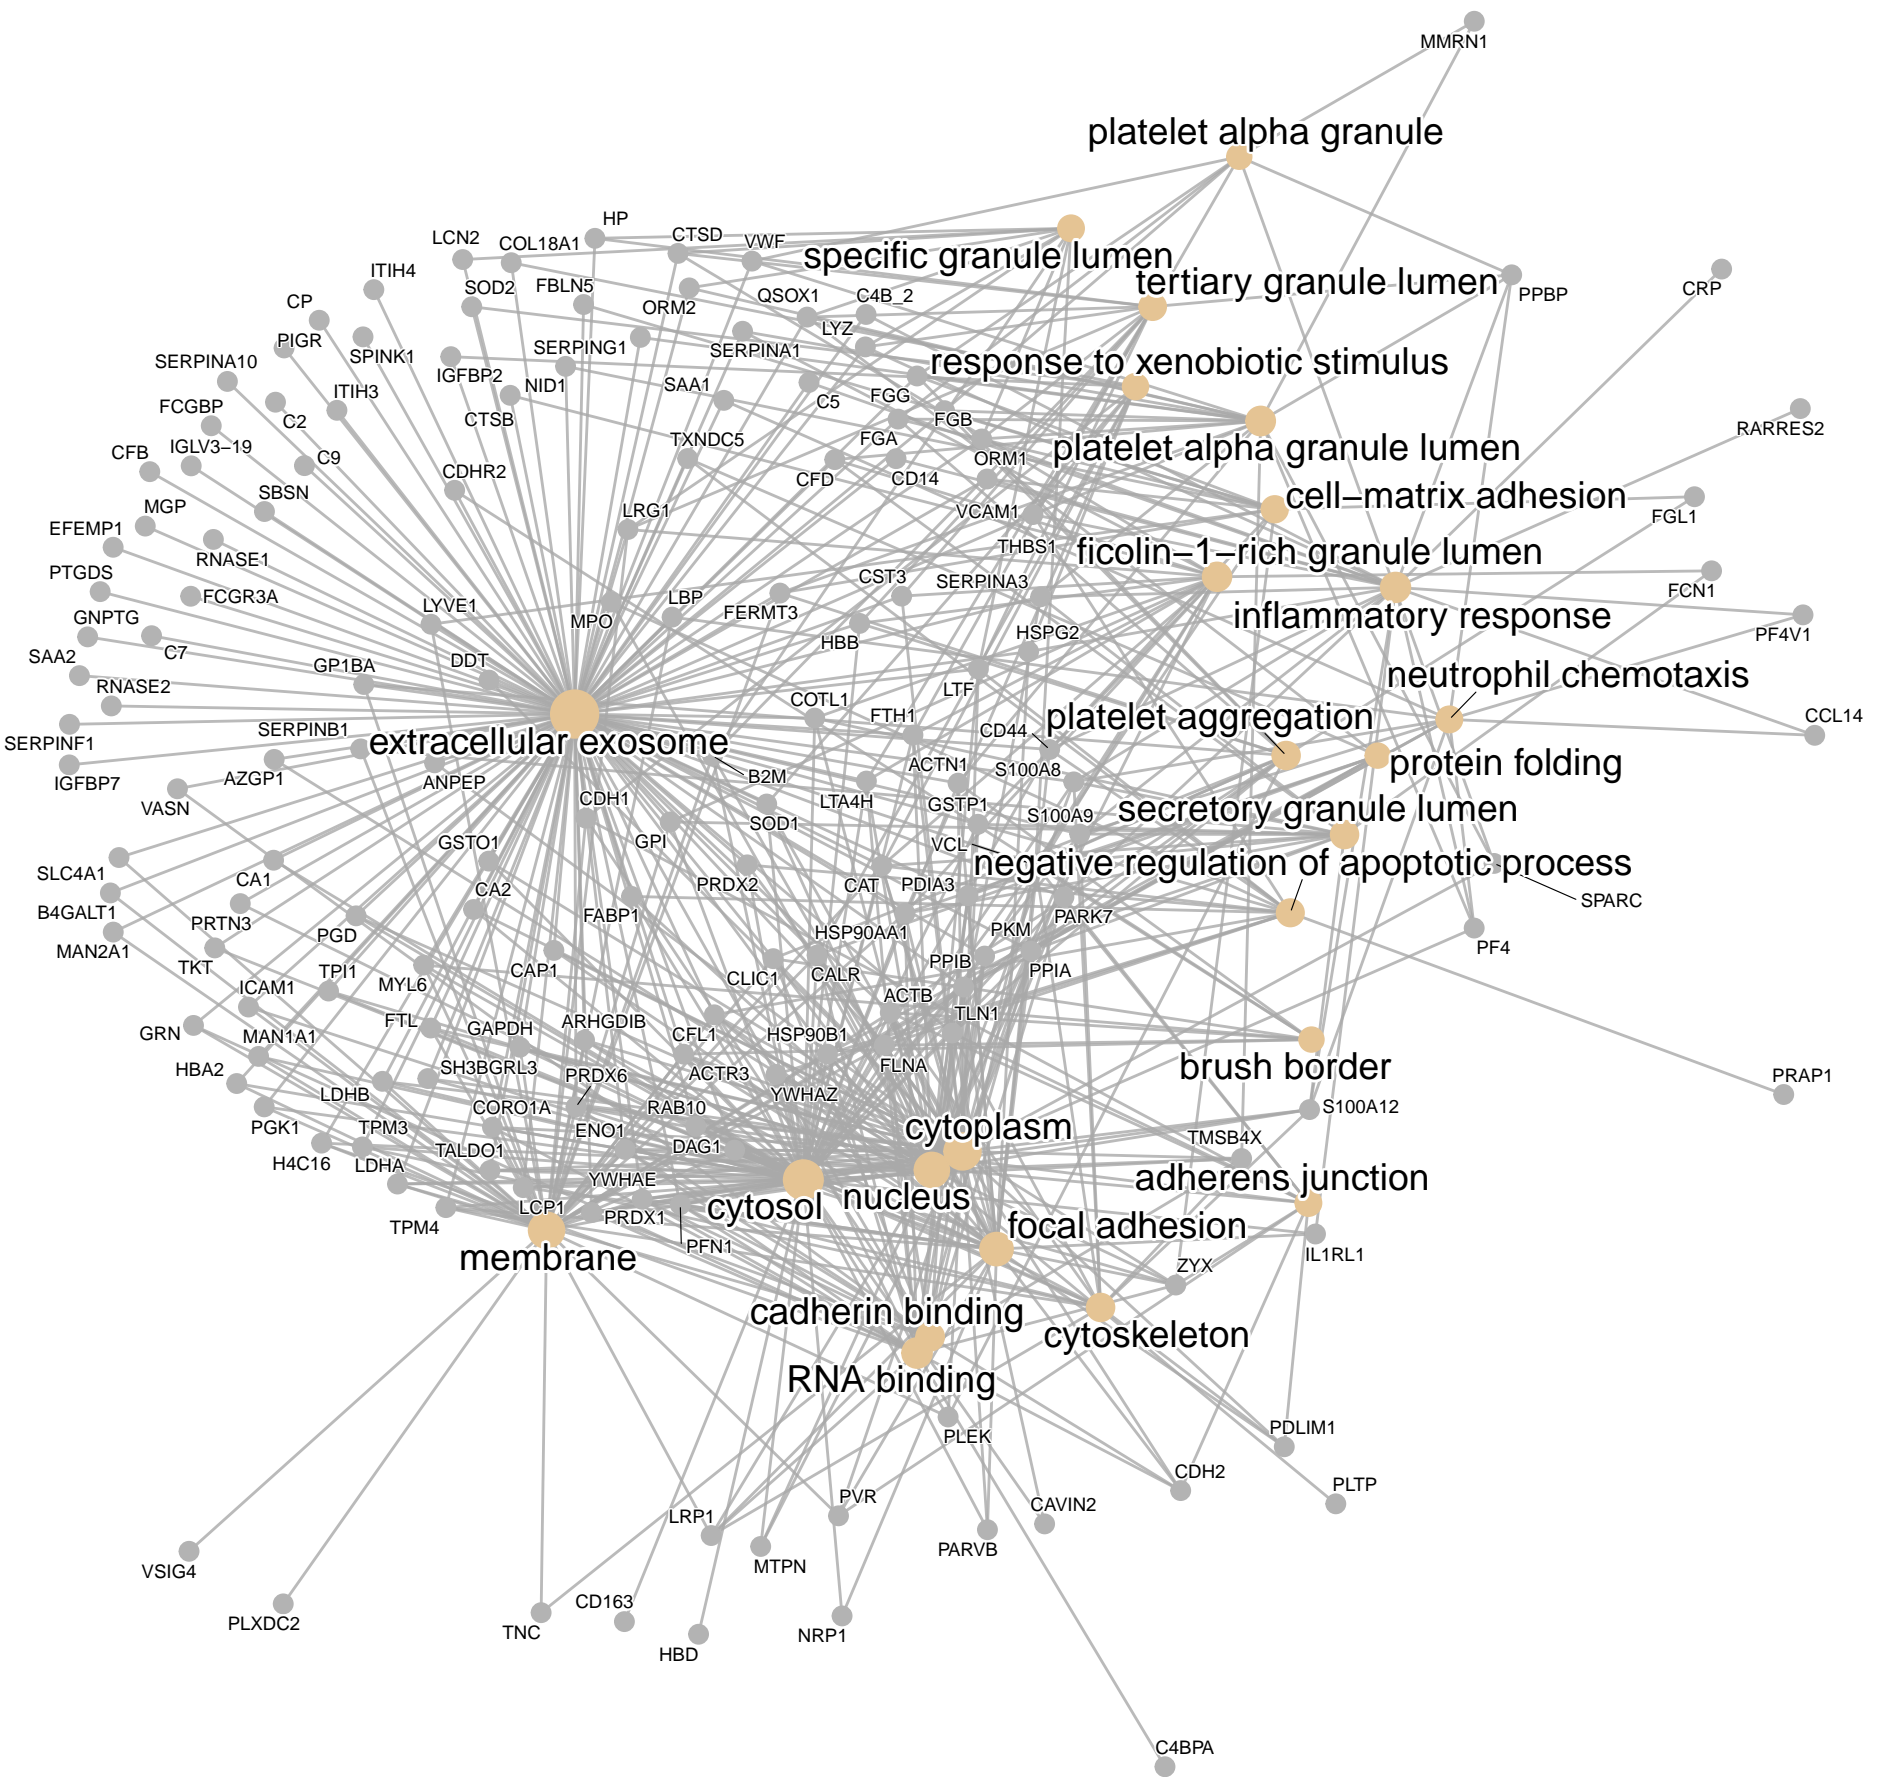 MMRN1
platelet alpha granule
HP
LCN2
COL18A1
CTSD
VWF
specific granule lumen
ITIH4
tertiary granule lumen
CRP
PPBP
CP
SOD2
FBLN5
ORM2
QSOX1
C4B_2
LYZ
PIGR
SPINK1
SERPING1
SERPINA1
response to xenobiotic stimulus
SERPINA10
IGFBP2
NID1
SAA1
ITIH3
FCGBP
C2
CTSB
C5
FGG
FGB
RARRES2
CFB
IGLV3−19
C9
TXNDC5
FGA
ORM1
platelet alpha granule lumen
CDHR2
CFD
CD14
MGP
SBSN
LRG1
VCAM1
cell−matrix adhesion
FGL1
EFEMP1
RNASE1
THBS1
ficolin−1−rich granule lumen
PTGDS
FCGR3A
LYVE1
LBP
CST3
SERPINA3
FCN1
GNPTG
MPO
FERMT3
inflammatory response
PF4V1
SAA2
C7
GP1BA
DDT
HBB
HSPG2
RNASE2
LTF
neutrophil chemotaxis
SERPINF1
SERPINB1
COTL1
FTH1
CD44
platelet aggregation
CCL14
IGFBP7
AZGP1
extracellular exosome
ANPEP
B2M
ACTN1
S100A8
protein folding
VASN
CDH1
LTA4H
GSTP1
S100A9
secretory granule lumen
SOD1
GSTO1
GPI
VCL
negative regulation of apoptotic process
SLC4A1
CA1
CA2
PRDX2
CAT
PDIA3
SPARC
B4GALT1
PRTN3
FABP1
PARK7
MAN2A1
PGD
HSP90AA1
PKM
PF4
TKT
TPI1
MYL6
CAP1
CLIC1
CALR
PPIB
PPIA
ICAM1
ACTB
TLN1
GRN
MAN1A1
FTL
GAPDH
ARHGDIB
CFL1
HSP90B1
FLNA
HBA2
SH3BGRL3
PRDX6
ACTR3
YWHAZ
brush border
PRAP1
LDHB
CORO1A
RAB10
S100A12
PGK1
TPM3
ENO1
cytoplasm
TMSB4X
H4C16
LDHA
TALDO1
DAG1
YWHAE
adherens junction
TPM4
LCP1
PRDX1
cytosol
nucleus
focal adhesion
membrane
PFN1
IL1RL1
ZYX
cadherin binding
cytoskeleton
RNA binding
PLEK
PDLIM1
CDH2
PLTP
LRP1
PVR
CAVIN2
PARVB
VSIG4
MTPN
PLXDC2
TNC
CD163
HBD
NRP1
C4BPA